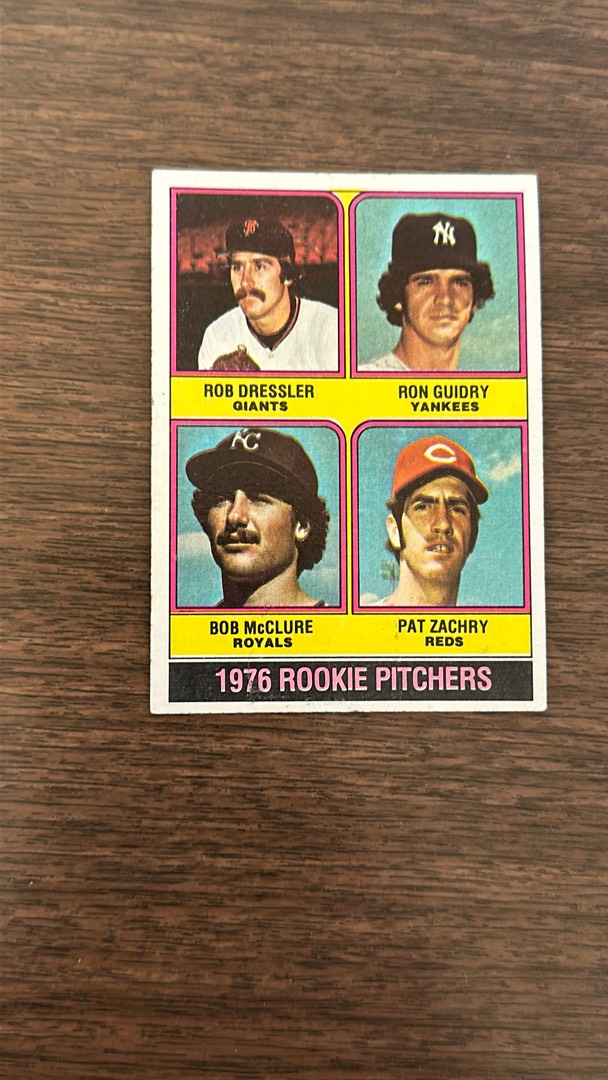 ROB DRESSLER
GIANTS
RON GUIDRY
YANKEES
BOB McCLURE
ROYALS
PAT ZACHRY
REDS
1976 ROOKIE PITCHERS